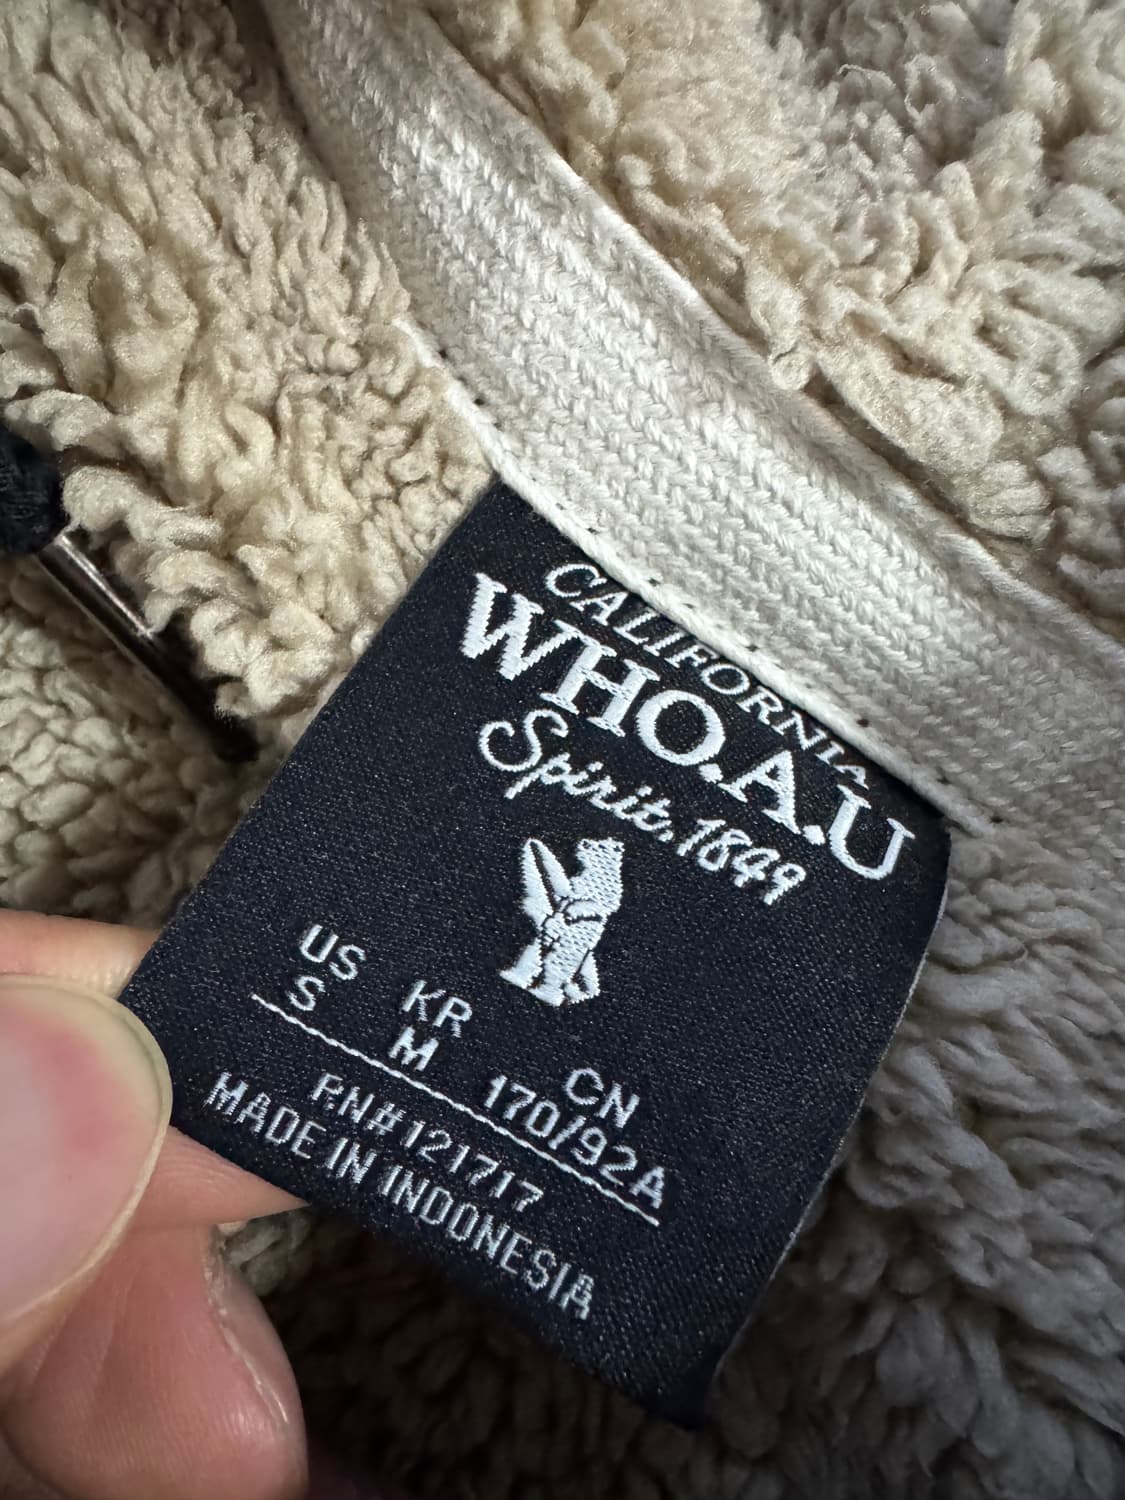 CALIFORNIA
WHO.A.U
Spirit.1849
US KR CN
S M 170/92A
RN#121717
MADE IN INDONESIA